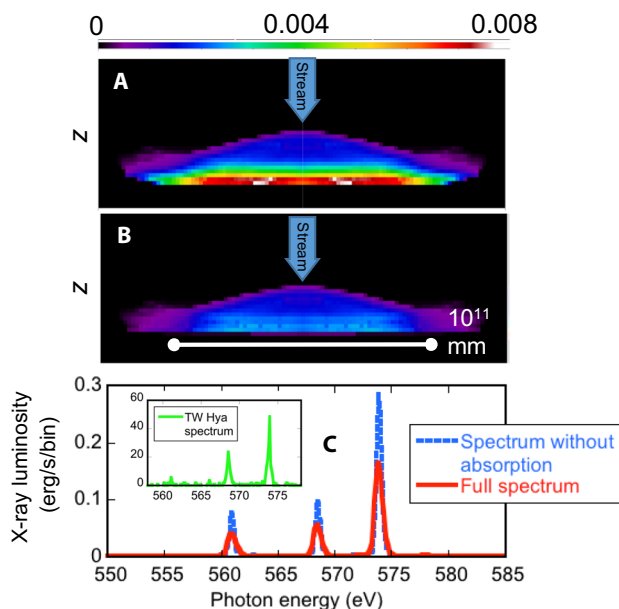 0 0.004 0.008
A
Stream
Z
B
Stream
Z
10¹¹
mm
0.3
0.2
0.1
0
X-ray luminosity
(erg/s/bin)
60
40
20
0
TW Hya
spectrum
560 565 570 575
C
Spectrum without
absorption
Full spectrum
550 555 560 565 570 575 580 585
Photon energy (eV)